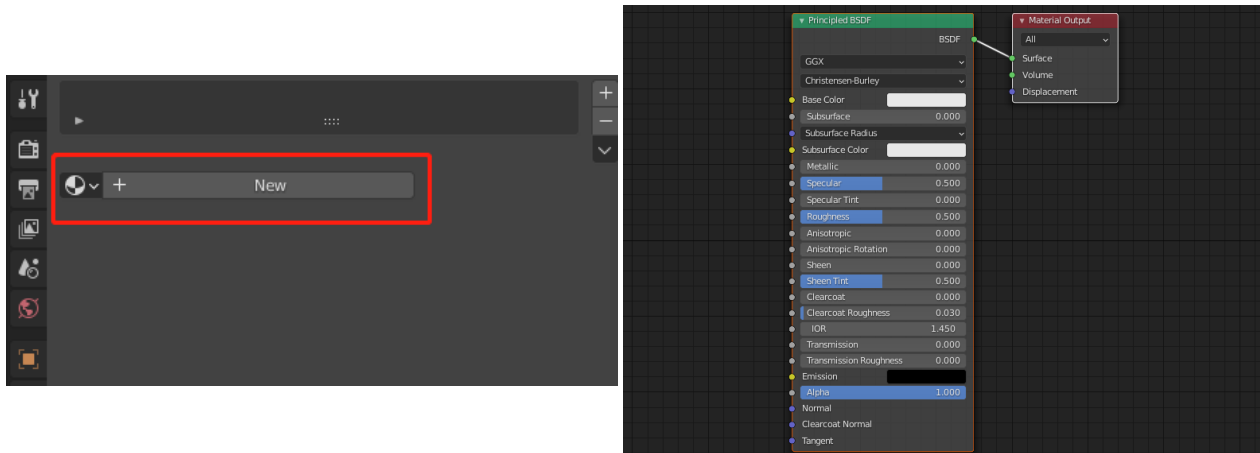 +
−
+ New
Principled BSDF
BSDF
GGX
Christensen-Burley
Base Color
Subsurface 0.000
Subsurface Radius
Subsurface Color
Metallic 0.000
Specular 0.500
Specular Tint 0.000
Roughness 0.500
Anisotropic 0.000
Anisotropic Rotation 0.000
Sheen 0.000
Sheen Tint 0.500
Clearcoat 0.000
Clearcoat Roughness 0.030
IOR 1.450
Transmission 0.000
Transmission Roughness 0.000
Emission
Alpha 1.000
Normal
Clearcoat Normal
Tangent
Material Output
All
Surface
Volume
Displacement